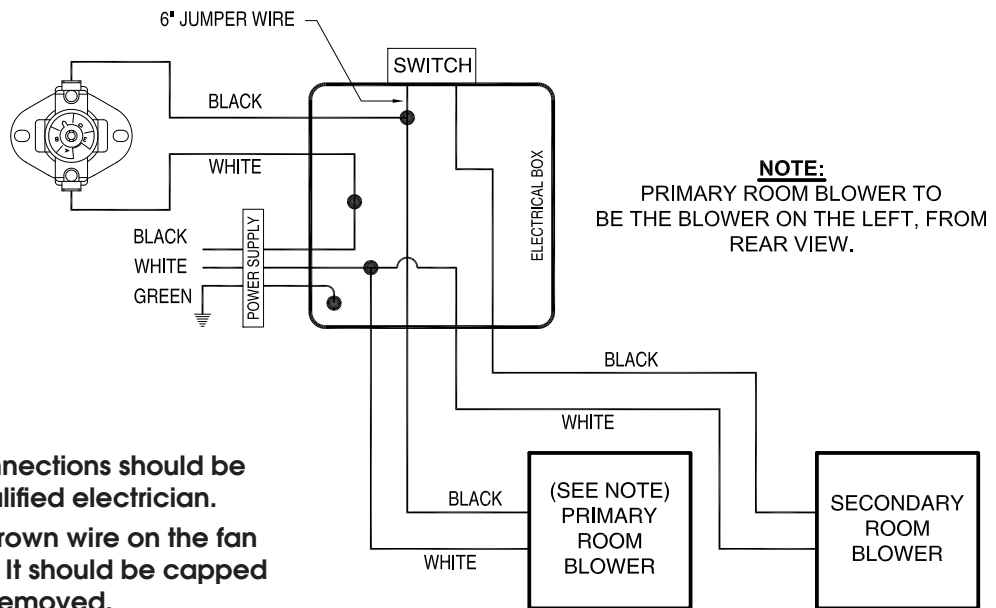 6" JUMPER WIRE
SWITCH
BLACK
WHITE
ELECTRICAL BOX
NOTE:
PRIMARY ROOM BLOWER TO
BE THE BLOWER ON THE LEFT, FROM
REAR VIEW.
BLACK
WHITE
GREEN
POWER SUPPLY
BLACK
WHITE
BLACK
WHITE
(SEE NOTE)
PRIMARY
ROOM
BLOWER
SECONDARY
ROOM
BLOWER
nnections should be
alified electrician.
rown wire on the fan
It should be capped
emoved.